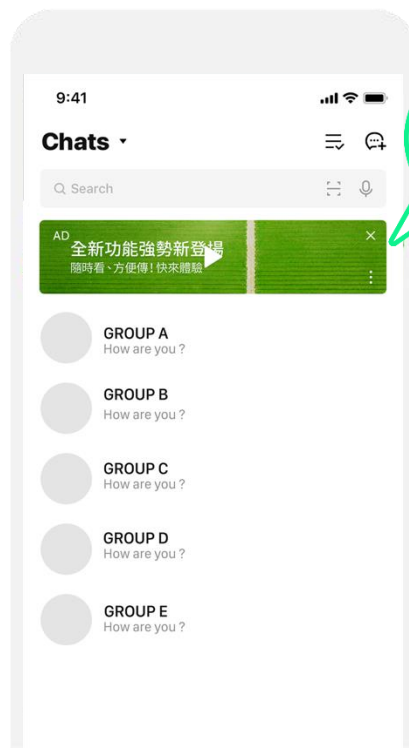 9:41
Chats
Search
AD
全新功能強勢新登場
隨時看、方便傳！快來體驗
GROUP A
How are you ?
GROUP B
How are you ?
GROUP C
How are you ?
GROUP D
How are you ?
GROUP E
How are you ?